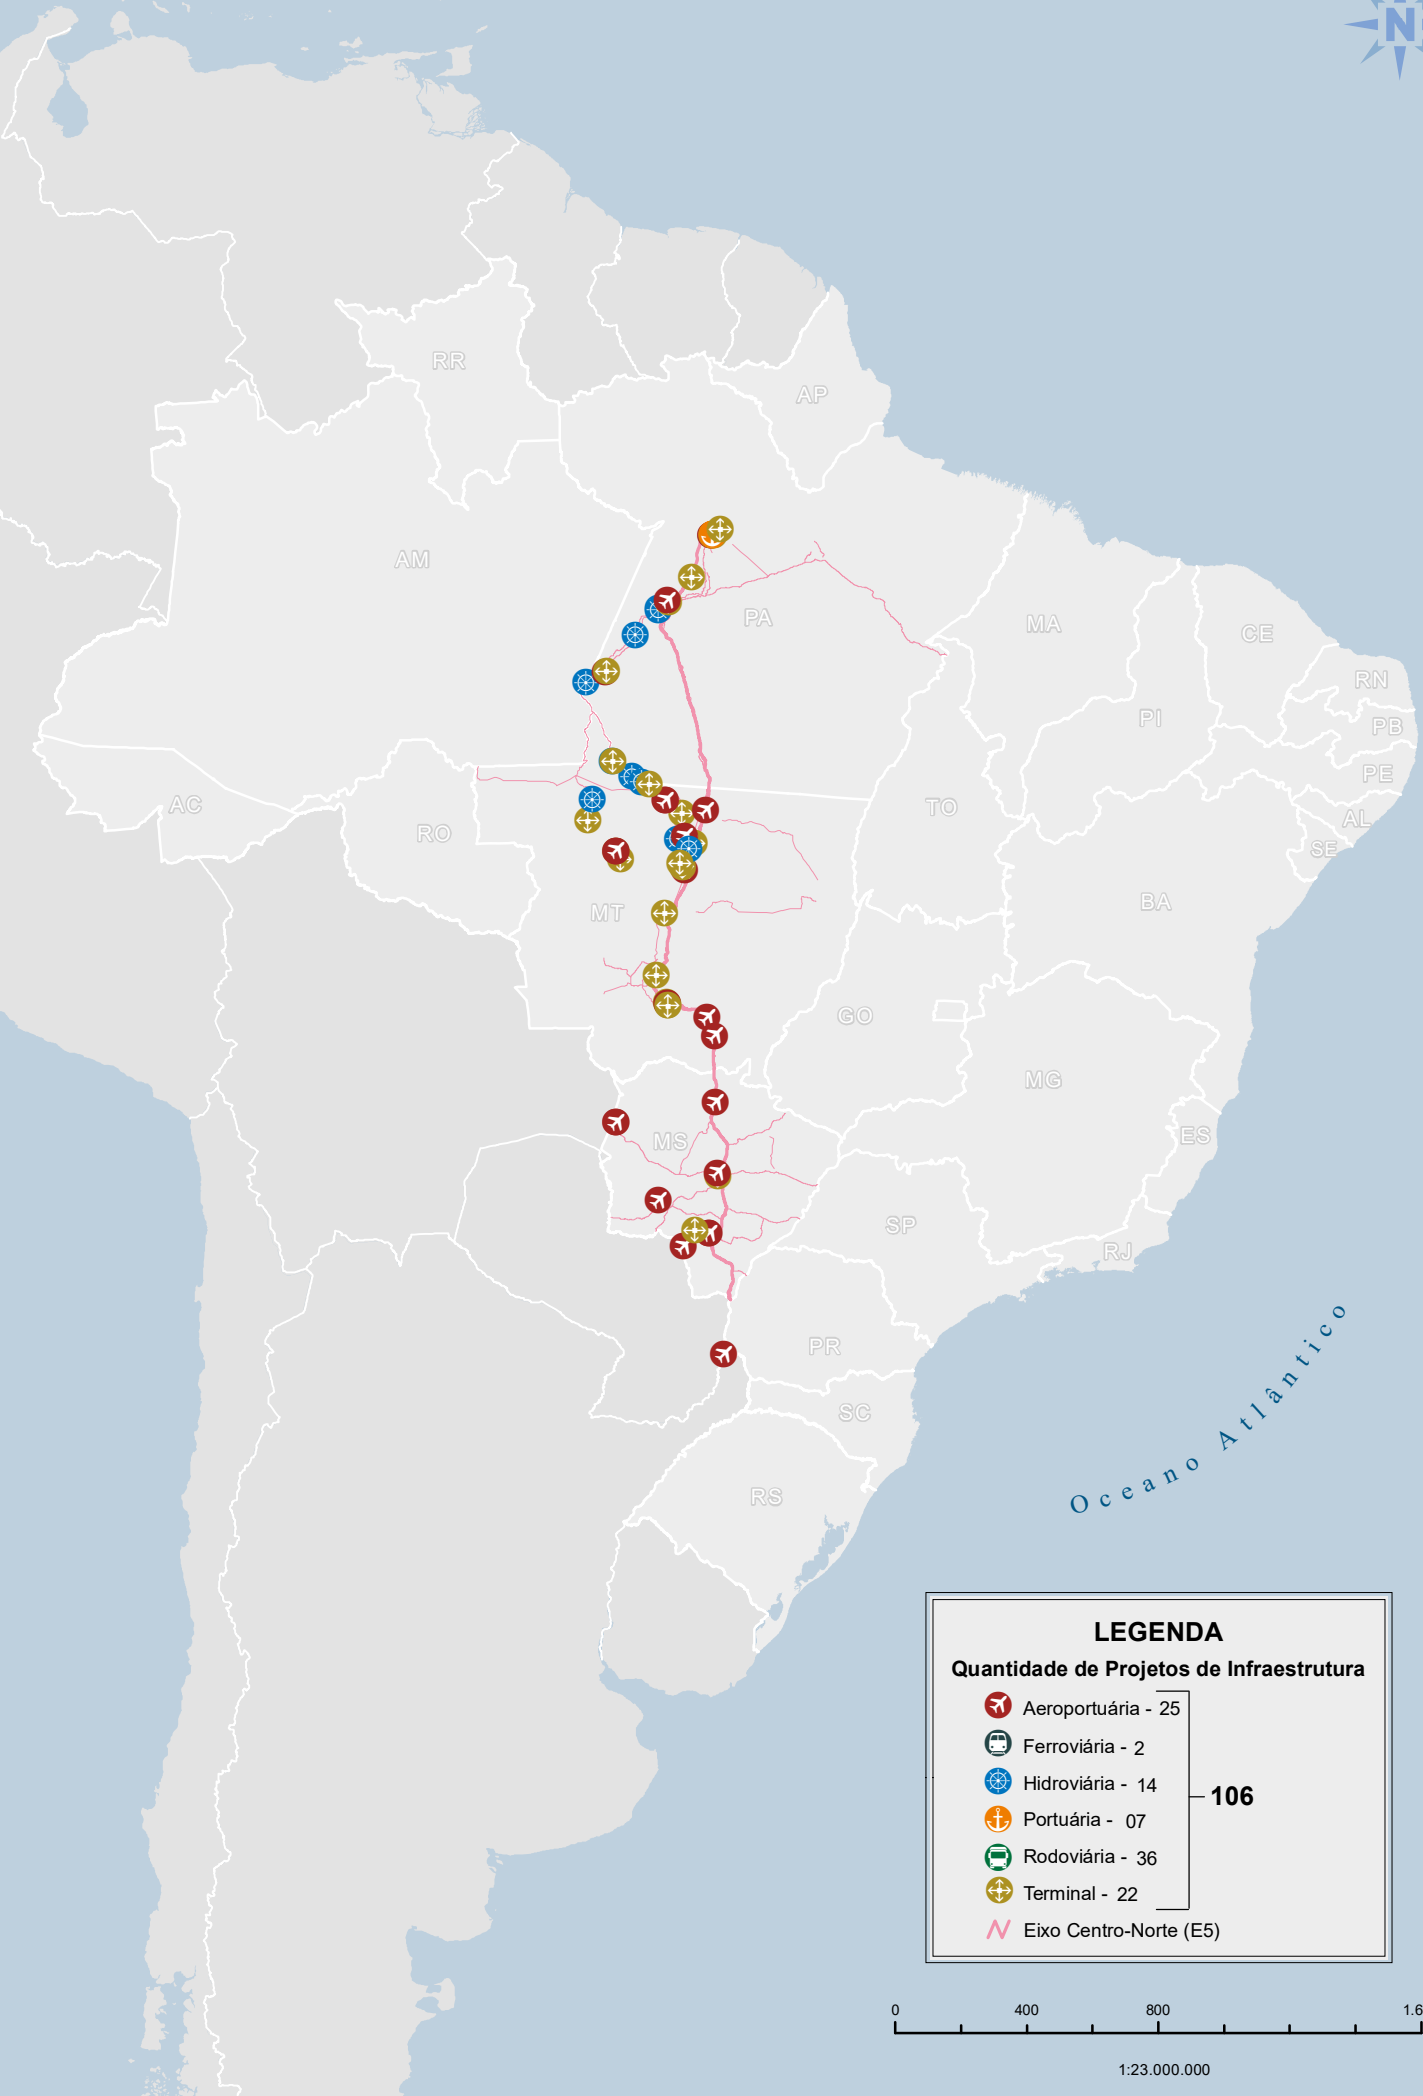 N
RR
AP
AM
PA
MA
CE
RN
PI
PB
PE
AC
TO
AL
RO
SE
BA
MT
GO
MG
ES
MS
SP
RJ
PR
SC
RS
Oceano Atlântico
LEGENDA
Quantidade de Projetos de Infraestrutura
Aeroportuária - 25
Ferroviária - 2
Hidroviária - 14
106
Portuária - 07
Rodoviária - 36
Terminal - 22
Eixo Centro-Norte (E5)
0 400 800 1.6
1:23.000.000